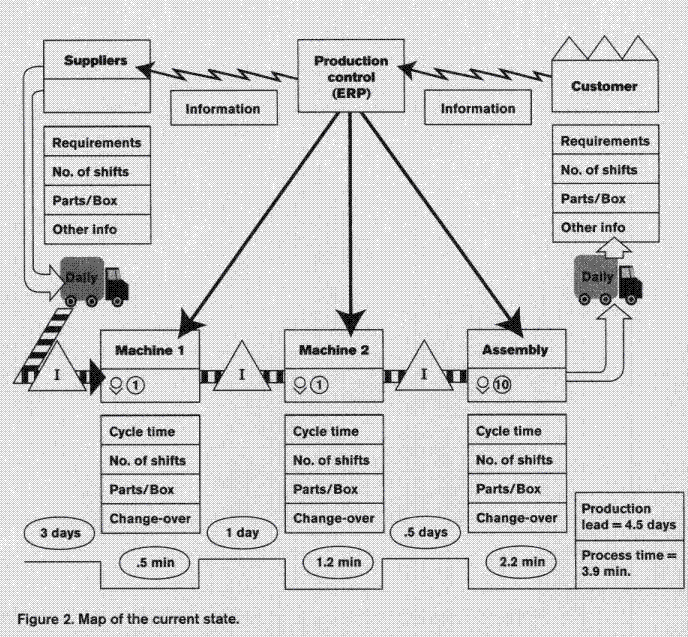 Suppliers
Production
control
(ERP)
Customer
Information
Information
Requirements
No. of shifts
Parts/Box
Other info
Requirements
No. of shifts
Parts/Box
Other info
Daily
Daily
Machine 1
Machine 2
Assembly
I
1
I
1
I
10
Cycle time
No. of shifts
Parts/Box
Change-over
Cycle time
No. of shifts
Parts/Box
Change-over
Cycle time
No. of shifts
Parts/Box
Change-over
3 days
1 day
.5 days
.5 min
1.2 min
2.2 min
Production
lead = 4.5 days
Process time =
3.9 min.
Figure 2. Map of the current state.